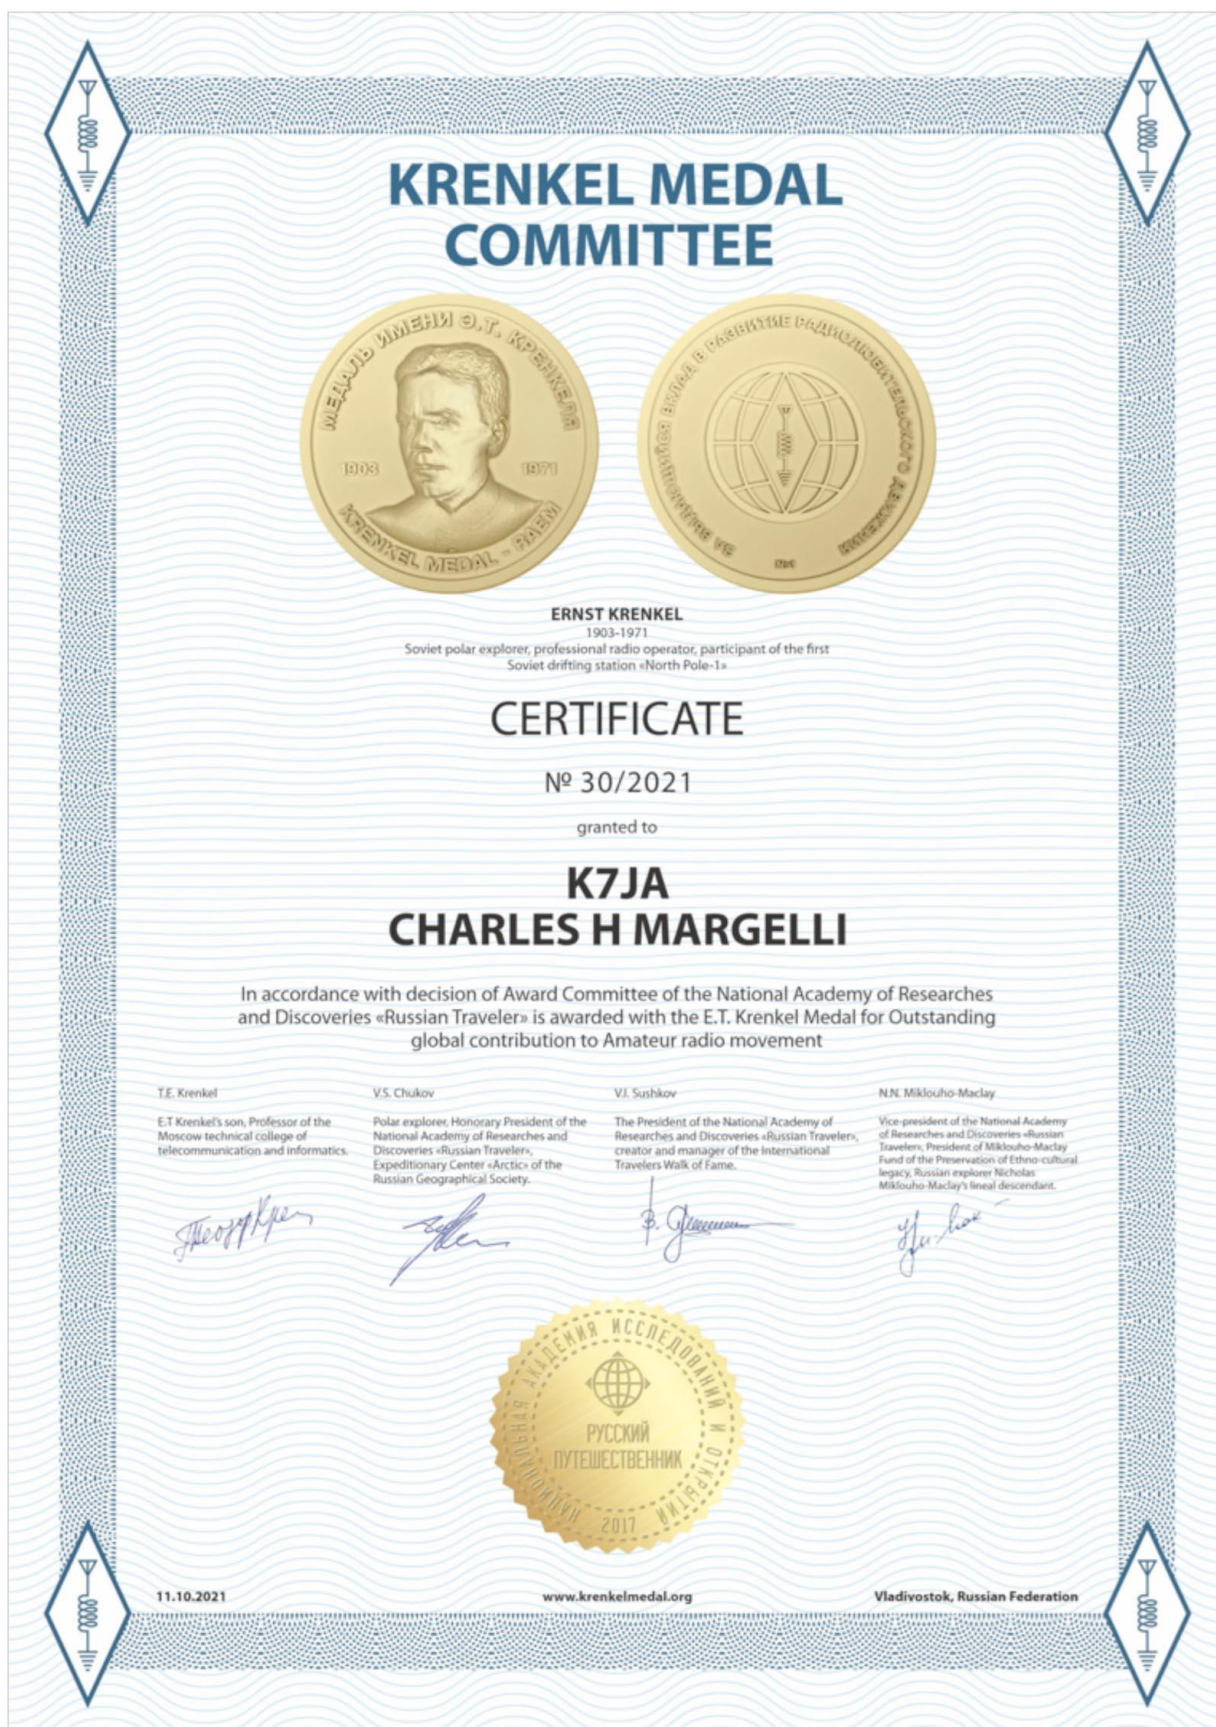 KRENKEL MEDAL
COMMITTEE
МЕДАЛЬ ИМЕНИ Э.Т. КРЕНКЕЛЯ
1903
1971
KRENKEL MEDAL - RAEM
ЗА ВЫДАЮЩИЙСЯ ВКЛАД В РАЗВИТИЕ РАДИОЛЮБИТЕЛЬСКОГО ДВИЖЕНИЯ
№1
ERNST KRENKEL
1903-1971
Soviet polar explorer, professional radio operator, participant of the first
Soviet drifting station «North Pole-1»
CERTIFICATE
№ 30/2021
granted to
K7JA
CHARLES H MARGELLI
In accordance with decision of Award Committee of the National Academy of Researches
and Discoveries «Russian Traveler» is awarded with the E.T. Krenkel Medal for Outstanding
global contribution to Amateur radio movement
T.E. Krenkel
E.T Krenkel's son, Professor of the
Moscow technical college of
telecommunication and informatics.
V.S. Chukov
Polar explorer, Honorary President of the
National Academy of Researches and
Discoveries «Russian Traveler»,
Expeditionary Center «Arctic» of the
Russian Geographical Society.
V.I. Sushkov
The President of the National Academy of
Researches and Discoveries «Russian Traveler»,
creator and manager of the International
Travelers Walk of Fame.
N.N. Miklouho-Maclay
Vice-president of the National Academy
of Researches and Discoveries «Russian
Traveler», President of Miklouho-Maclay
Fund of the Preservation of Ethno-cultural
legacy, Russian explorer Nicholas
Miklouho-Maclay's lineal descendant.
НАЦИОНАЛЬНАЯ АКАДЕМИЯ ИССЛЕДОВАНИЙ И ОТКРЫТИЙ
РУССКИЙ
ПУТЕШЕСТВЕННИК
2017
11.10.2021
www.krenkelmedal.org
Vladivostok, Russian Federation